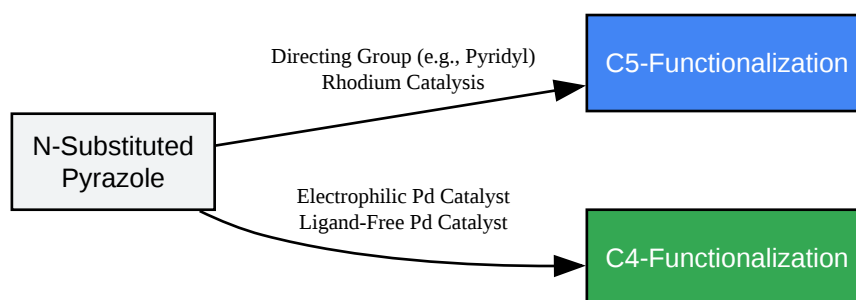 N-Substituted
Pyrazole
Directing Group (e.g., Pyridyl)
Rhodium Catalysis
C5-Functionalization
Electrophilic Pd Catalyst
Ligand-Free Pd Catalyst
C4-Functionalization